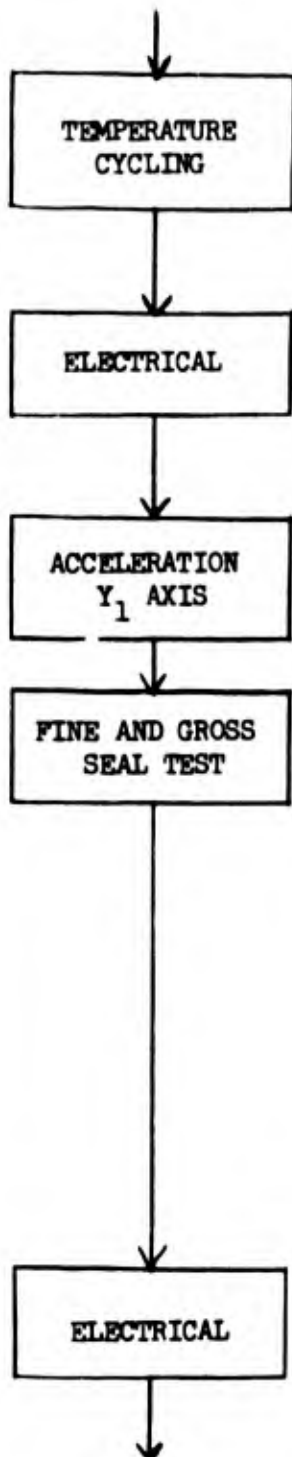 TEMPERATURE
CYCLING
ELECTRICAL
ACCELERATION
Y₁ AXIS
FINE AND GROSS
SEAL TEST
ELECTRICAL